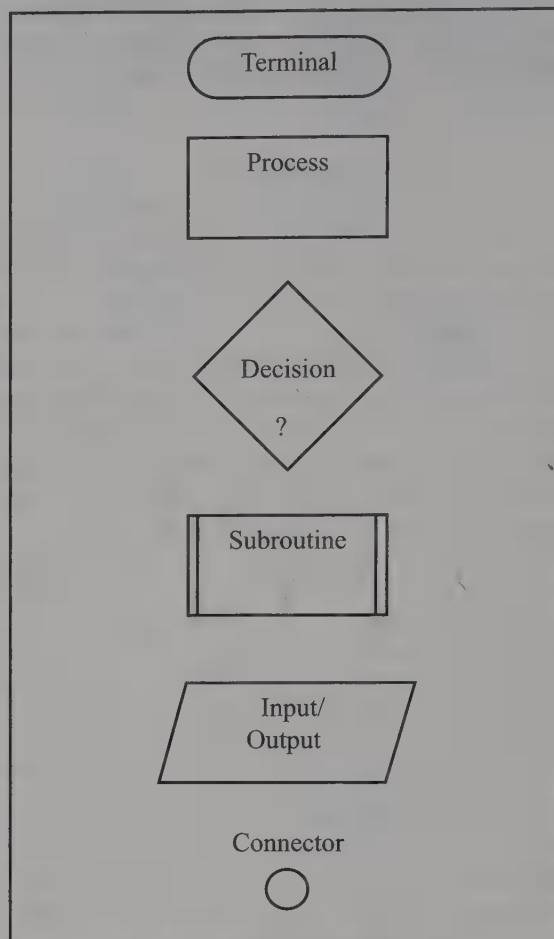 Terminal
Process
Decision
?
Subroutine
Input/
Output
Connector